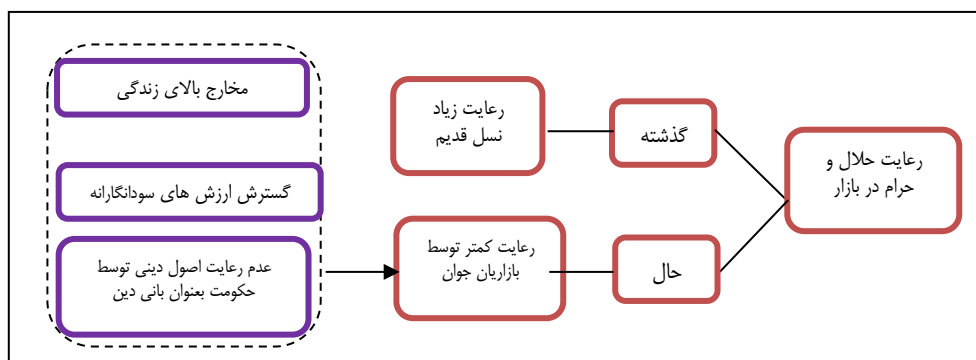 رعایت حلال و
حرام در بازار
گذشته
رعایت زیاد
نسل قدیم
حال
رعایت کمتر توسط
بازاریان جوان
مخارج بالای زندگی
گسترش ارزش های سودانگارانه
عدم رعایت اصول دینی توسط
حکومت بعنوان بانی دین